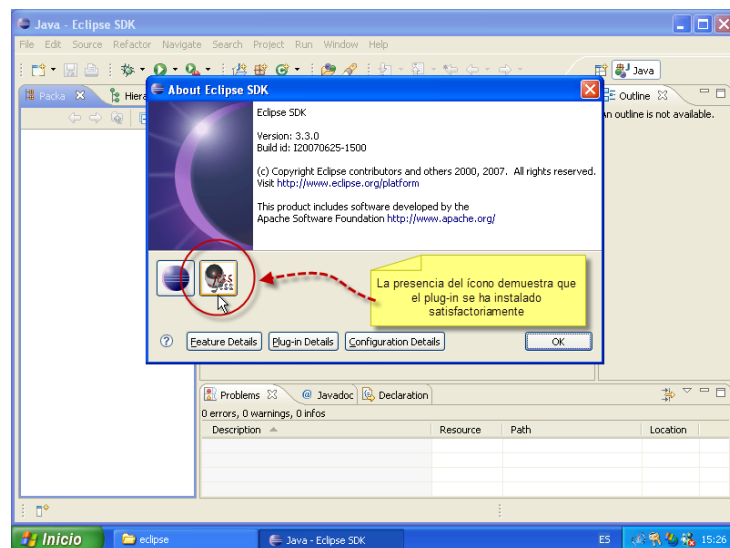 Java - Eclipse SDK
File Edit Source Refactor Navigate Search Project Run Window Help
Java
Packa
Hiera
Outline
An outline is not available.
About Eclipse SDK
Eclipse SDK
Version: 3.3.0
Build id: I20070625-1500
(c) Copyright Eclipse contributors and others 2000, 2007. All rights reserved.
Visit http://www.eclipse.org/platform
This product includes software developed by the
Apache Software Foundation http://www.apache.org/
Jess
La presencia del ícono demuestra que
el plug-in se ha instalado
satisfactoriamente
Feature Details Plug-in Details Configuration Details OK
Problems @ Javadoc Declaration
0 errors, 0 warnings, 0 infos
Description Resource Path Location
Inicio eclipse Java - Eclipse SDK ES 15:26